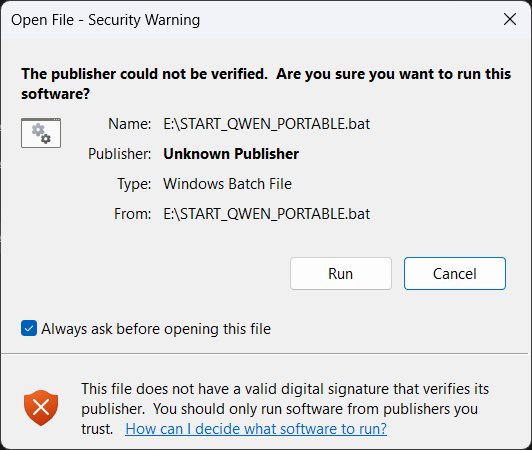 Open File - Security Warning
The publisher could not be verified.  Are you sure you want to run this
software?
Name: E:\START_QWEN_PORTABLE.bat
Publisher: Unknown Publisher
Type: Windows Batch File
From: E:\START_QWEN_PORTABLE.bat
Run Cancel
Always ask before opening this file
This file does not have a valid digital signature that verifies its
publisher.  You should only run software from publishers you
trust.  How can I decide what software to run?